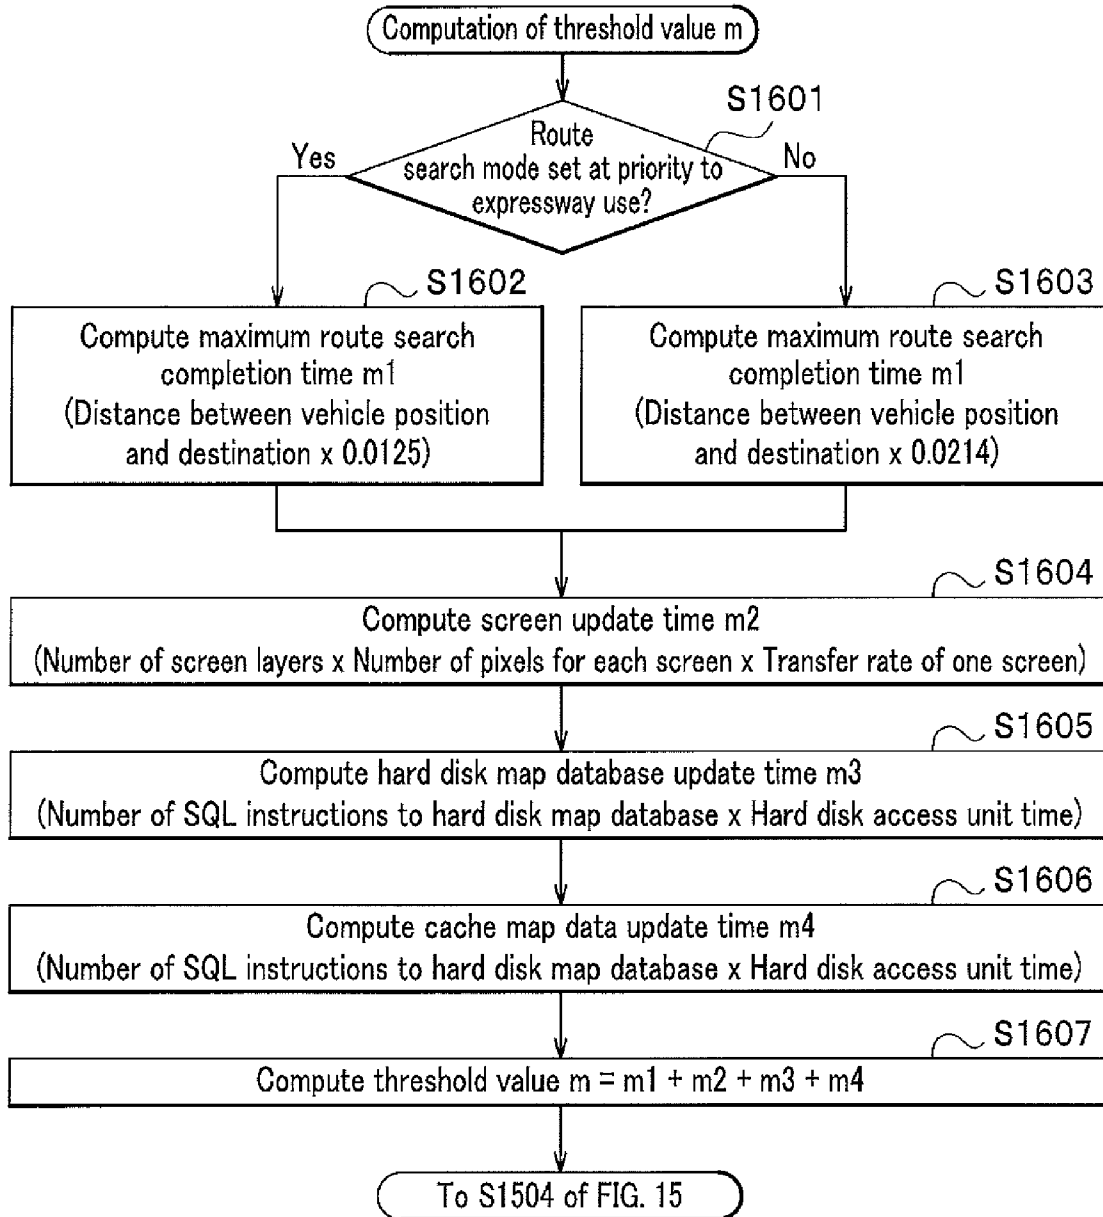 Computation of threshold value m
S1601
Route
search mode set at priority to
expressway use?
Yes
No
S1602
Compute maximum route search
completion time m1
(Distance between vehicle position
and destination x 0.0125)
S1603
Compute maximum route search
completion time m1
(Distance between vehicle position
and destination x 0.0214)
S1604
Compute screen update time m2
(Number of screen layers x Number of pixels for each screen x Transfer rate of one screen)
S1605
Compute hard disk map database update time m3
(Number of SQL instructions to hard disk map database x Hard disk access unit time)
S1606
Compute cache map data update time m4
(Number of SQL instructions to hard disk map database x Hard disk access unit time)
S1607
Compute threshold value m = m1 + m2 + m3 + m4
To S1504 of FIG. 15